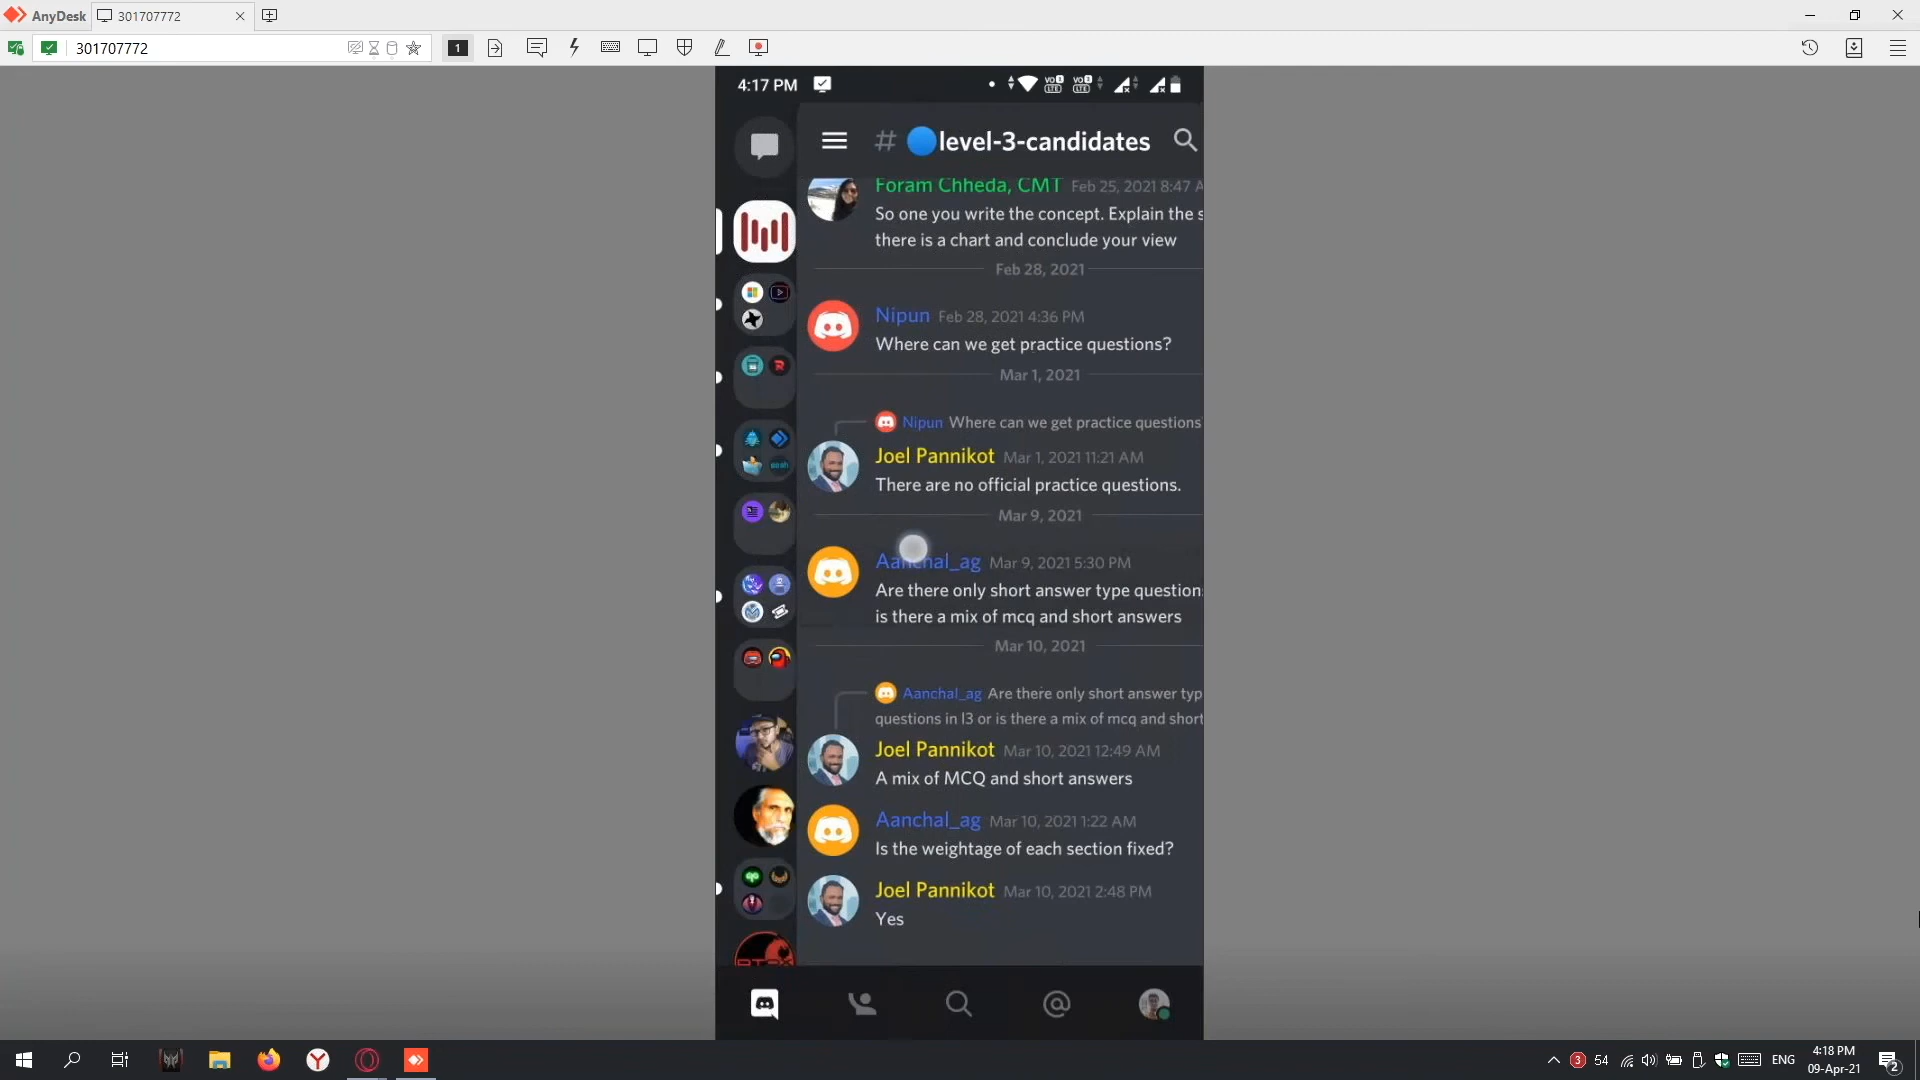 AnyDesk
301707772
301707772
1
4:17 PM
VO LTE
VO LTE
# level-3-candidates
Foram Chheda, CMT Feb 25, 2021 8:47 A
So one you write the concept. Explain the s
there is a chart and conclude your view
Feb 28, 2021
Nipun Feb 28, 2021 4:36 PM
Where can we get practice questions?
Mar 1, 2021
Nipun Where can we get practice questions
Joel Pannikot Mar 1, 2021 11:21 AM
There are no official practice questions.
Mar 9, 2021
Aanchal_ag Mar 9, 2021 5:30 PM
Are there only short answer type question
is there a mix of mcq and short answers
Mar 10, 2021
Aanchal_ag Are there only short answer typ
questions in l3 or is there a mix of mcq and short
Joel Pannikot Mar 10, 2021 12:49 AM
A mix of MCQ and short answers
Aanchal_ag Mar 10, 2021 1:22 AM
Is the weightage of each section fixed?
Joel Pannikot Mar 10, 2021 2:48 PM
Yes
3
54
ENG
4:18 PM
09-Apr-21
2